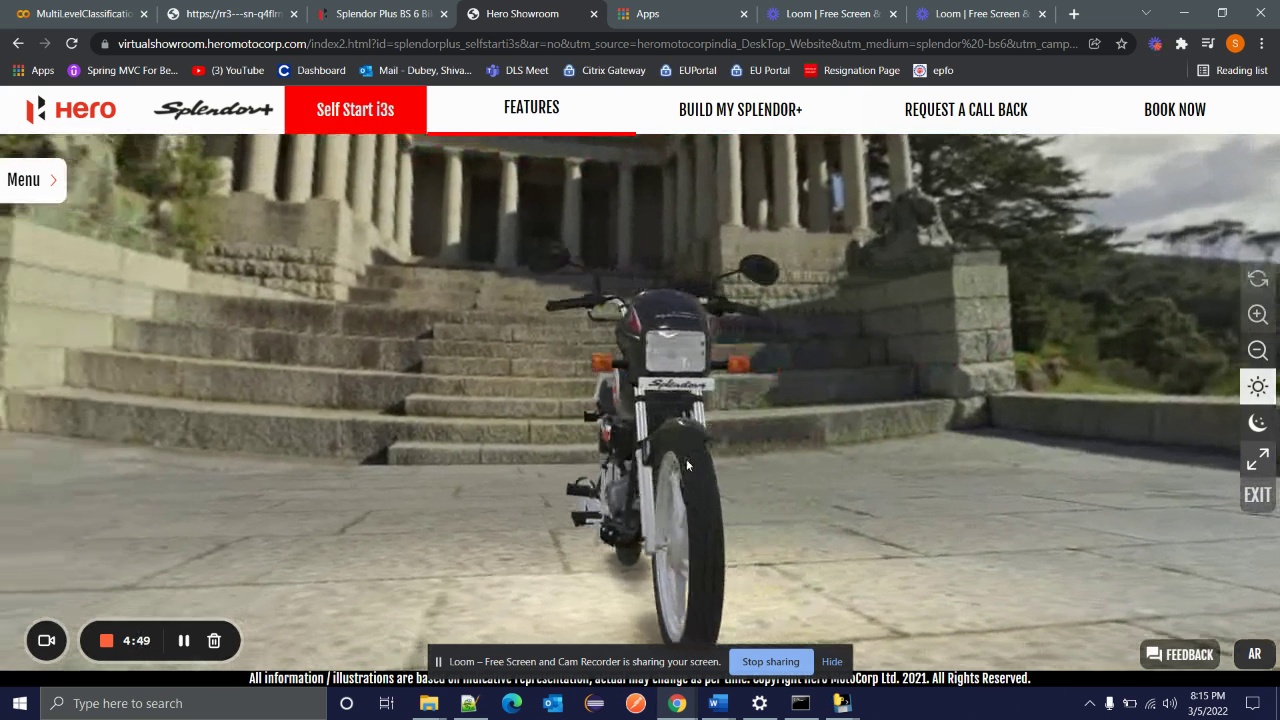 MultiLevelClassificatio
https://rr3---sn-q4flrn
Splendor Plus BS 6 Bi
Hero Showroom
Apps
Loom | Free Screen &
Loom | Free Screen &
virtualshowroom.heromotocorp.com/index2.html?id=splendorplus_selfstarti3s&at=no&utm_source=heromotocorpindia_DeskTop_Website&utm_medium=splendor%20-bs6&utm_camp...
Apps
Spring MVC For Be...
(3) YouTube
Dashboard
Mail - Dubey, Shiva...
DLS Meet
Citrix Gateway
EUPortal
EU Portal
Resignation Page
epfo
Reading list
HERO
Splendor+
Self Start i3s
FEATURES
BUILD MY SPLENDOR+
REQUEST A CALL BACK
BOOK NOW
Menu
Splendor+
EXIT
4:49
Loom – Free Screen and Cam Recorder is sharing your screen.
Stop sharing
Hide
FEEDBACK
AR
All information / illustrations are based on indicative representation, actual may change as per time. Copyright Hero MotoCorp Ltd. 2021. All Rights Reserved.
Type here to search
8:15 PM
3/5/2022